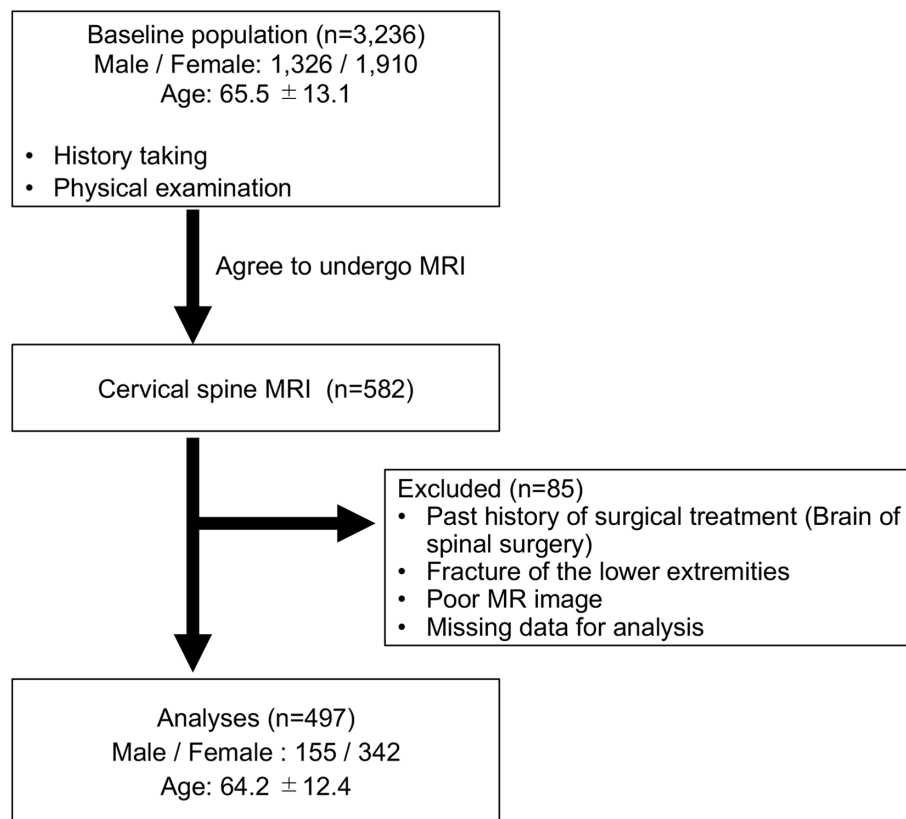 Baseline population (n=3,236)
Male / Female: 1,326 / 1,910
Age: 65.5 ±13.1
• History taking
• Physical examination
Agree to undergo MRI
Cervical spine MRI (n=582)
Excluded (n=85)
• Past history of surgical treatment (Brain of
spinal surgery)
• Fracture of the lower extremities
• Poor MR image
• Missing data for analysis
Analyses (n=497)
Male / Female : 155 / 342
Age: 64.2 ±12.4